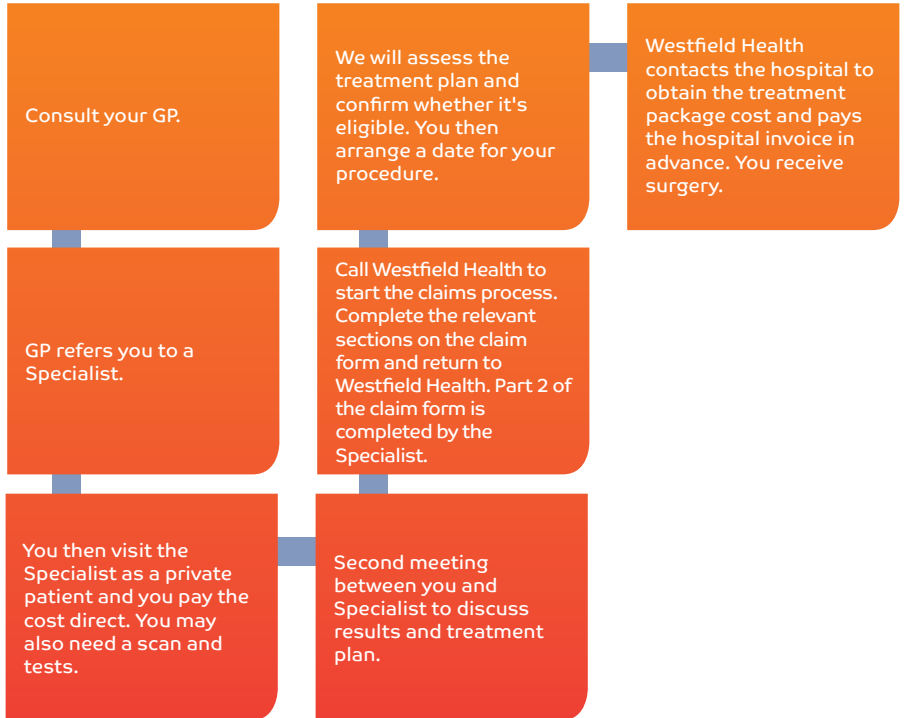 Consult your GP.
GP refers you to a
Specialist.
You then visit the
Specialist as a private
patient and you pay the
cost direct. You may
also need a scan and
tests.
Second meeting
between you and
Specialist to discuss
results and treatment
plan.
Call Westfield Health to
start the claims process.
Complete the relevant
sections on the claim
form and return to
Westfield Health. Part 2 of
the claim form is
completed by the
Specialist.
We will assess the
treatment plan and
confirm whether it's
eligible. You then
arrange a date for your
procedure.
Westfield Health
contacts the hospital to
obtain the treatment
package cost and pays
the hospital invoice in
advance. You receive
surgery.